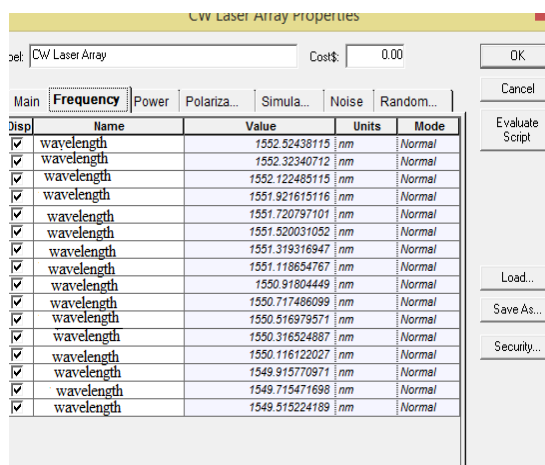 CW Laser Array Properties
bel: CW Laser Array Cost$: 0.00 OK
Cancel
Main Frequency Power Polariza... Simula... Noise Random...
Evaluate Script
Disp Name Value Units Mode
wavelength 1552.52438115 nm Normal
wavelength 1552.32340712 nm Normal
wavelength 1552.122485115 nm Normal
wavelength 1551.921615116 nm Normal
wavelength 1551.720797101 nm Normal
wavelength 1551.520031052 nm Normal
wavelength 1551.319316947 nm Normal
wavelength 1551.118654767 nm Normal
wavelength 1550.91804449 nm Normal
wavelength 1550.717486099 nm Normal
wavelength 1550.516979571 nm Normal
wavelength 1550.316524887 nm Normal
wavelength 1550.116122027 nm Normal
wavelength 1549.915770971 nm Normal
wavelength 1549.715471698 nm Normal
wavelength 1549.515224189 nm Normal
Load...
Save As...
Security...